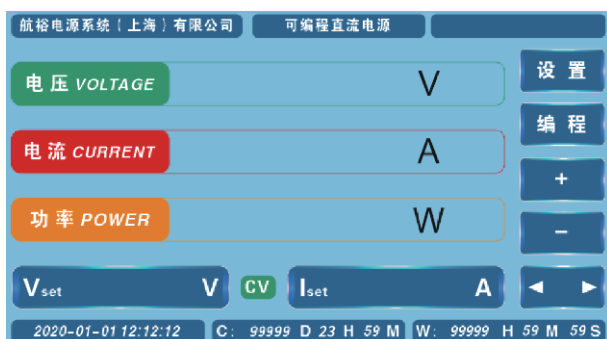 航裕电源系统(上海)有限公司 可编程直流电源
电压 VOLTAGE V
设置
电流 CURRENT A
编程
+
功率 POWER W
−
Vset V CV Iset A ◀ ▶
2020-01-01 12:12:12 C: 99999 D 23 H 59 M W: 99999 H 59 M 59 S